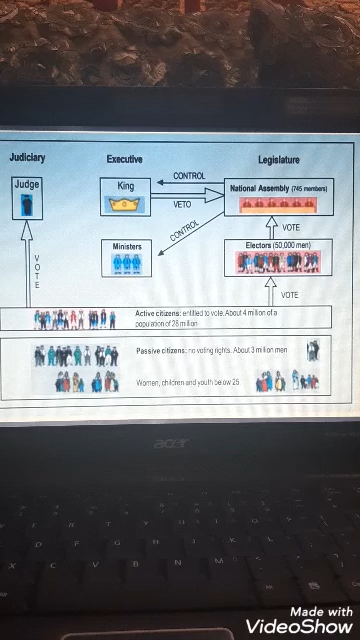 Judiciary
Executive
Legislature
Judge
King
CONTROL
VETO
National Assembly (745 members)
CONTROL
VOTE
Ministers
Electors (50,000 men)
VOTE
VOTE
Active citizens: entitled to vote. About 4 million of a
population of 28 million
Passive citizens: no voting rights. About 3 million men
Women, children and youth below 25
acer
Made with
VideoShow